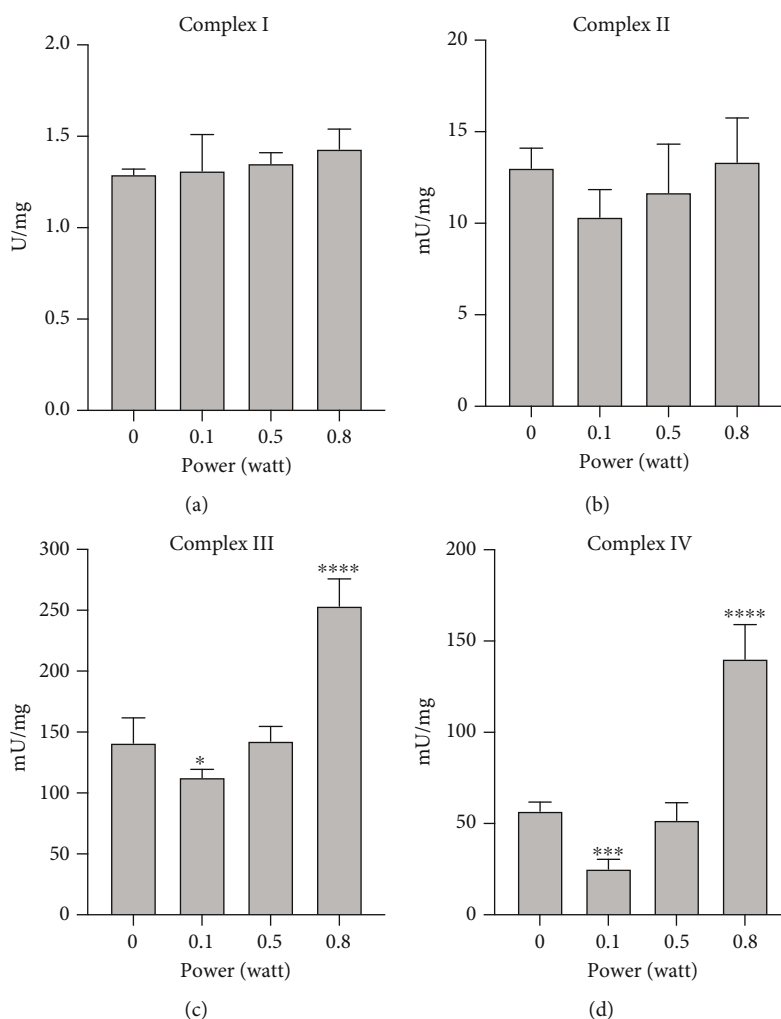 Complex I
2.0
1.5
1.0
0.5
0.0
U/mg
0 0.1 0.5 0.8
Power (watt)
(a)
Complex II
20
15
10
5
0
mU/mg
0 0.1 0.5 0.8
Power (watt)
(b)
Complex III
300
250
200
150
100
50
0
mU/mg
*
****
0 0.1 0.5 0.8
Power (watt)
(c)
Complex IV
200
150
100
50
0
mU/mg
***
****
0 0.1 0.5 0.8
Power (watt)
(d)